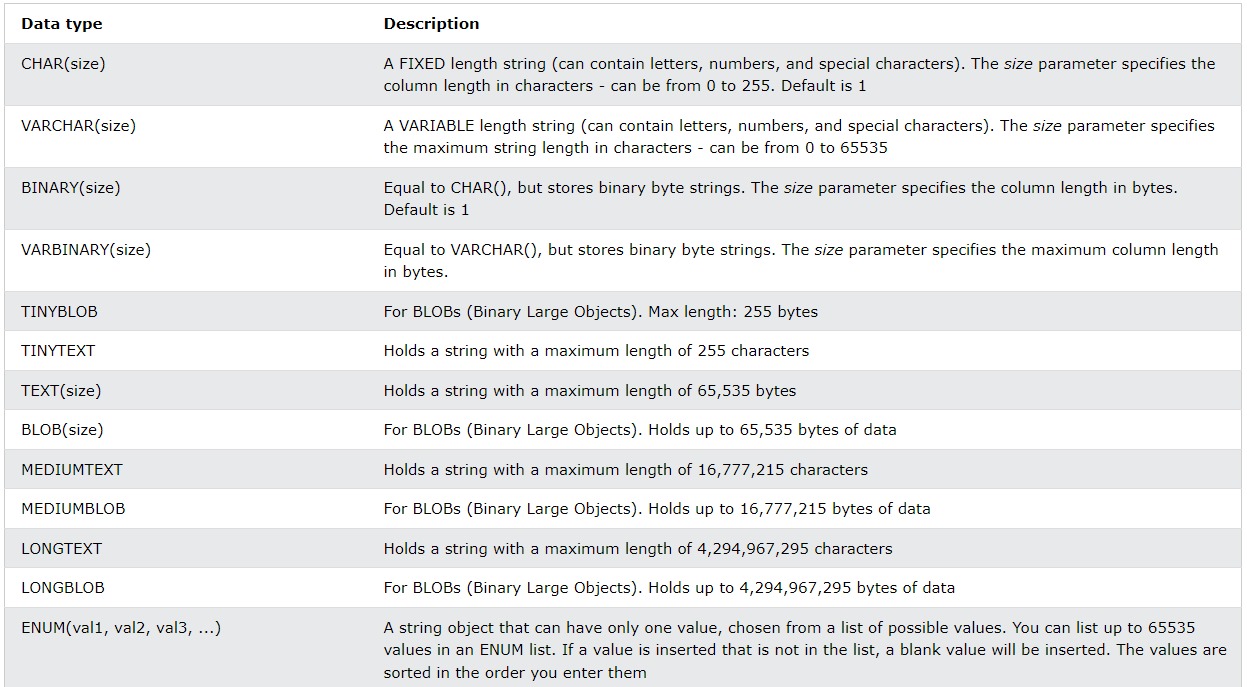 Data type Description
CHAR(size) A FIXED length string (can contain letters, numbers, and special characters). The size parameter specifies the
column length in characters - can be from 0 to 255. Default is 1
VARCHAR(size) A VARIABLE length string (can contain letters, numbers, and special characters). The size parameter specifies
the maximum string length in characters - can be from 0 to 65535
BINARY(size) Equal to CHAR(), but stores binary byte strings. The size parameter specifies the column length in bytes.
Default is 1
VARBINARY(size) Equal to VARCHAR(), but stores binary byte strings. The size parameter specifies the maximum column length
in bytes.
TINYBLOB For BLOBs (Binary Large Objects). Max length: 255 bytes
TINYTEXT Holds a string with a maximum length of 255 characters
TEXT(size) Holds a string with a maximum length of 65,535 bytes
BLOB(size) For BLOBs (Binary Large Objects). Holds up to 65,535 bytes of data
MEDIUMTEXT Holds a string with a maximum length of 16,777,215 characters
MEDIUMBLOB For BLOBs (Binary Large Objects). Holds up to 16,777,215 bytes of data
LONGTEXT Holds a string with a maximum length of 4,294,967,295 characters
LONGBLOB For BLOBs (Binary Large Objects). Holds up to 4,294,967,295 bytes of data
ENUM(val1, val2, val3, ...) A string object that can have only one value, chosen from a list of possible values. You can list up to 65535
values in an ENUM list. If a value is inserted that is not in the list, a blank value will be inserted. The values are
sorted in the order you enter them